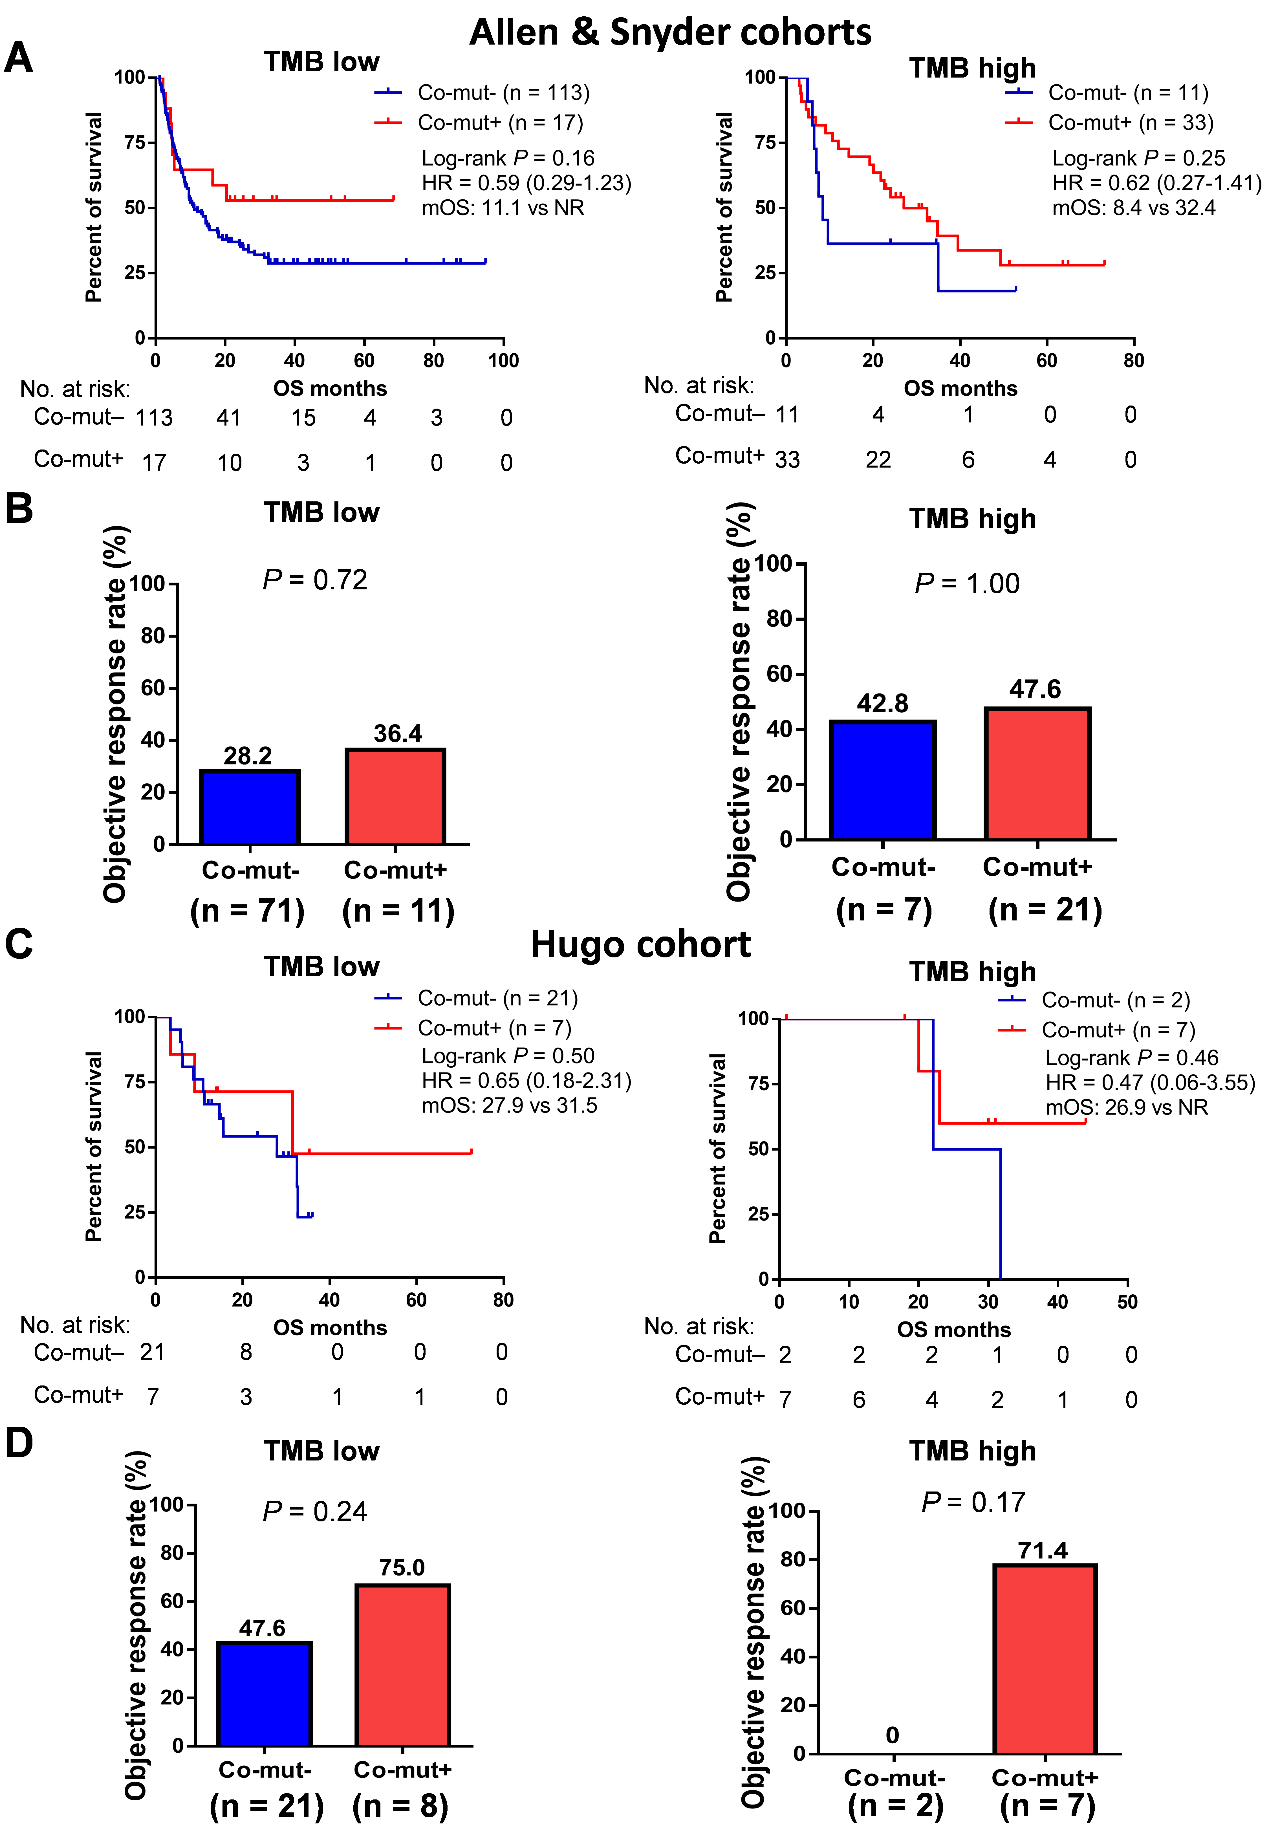 Allen & Snyder cohorts
A
TMB low
Co-mut- (n = 113)
Co-mut+ (n = 17)
Log-rank P = 0.16
HR = 0.59 (0.29-1.23)
mOS: 11.1 vs NR
Percent of survival
100
75
50
25
0
0 20 40 60 80 100
OS months
No. at risk:
Co-mut– 113 41 15 4 3 0
Co-mut+ 17 10 3 1 0 0
TMB high
Co-mut- (n = 11)
Co-mut+ (n = 33)
Log-rank P = 0.25
HR = 0.62 (0.27-1.41)
mOS: 8.4 vs 32.4
Percent of survival
100
75
50
25
0
0 20 40 60 80
OS months
No. at risk:
Co-mut– 11 4 1 0 0
Co-mut+ 33 22 6 4 0
B
TMB low
P = 0.72
Objective response rate (%)
100
80
60
40
20
0
28.2
36.4
Co-mut- Co-mut+
(n = 71) (n = 11)
TMB high
P = 1.00
Objective response rate (%)
100
80
60
40
20
0
42.8
47.6
Co-mut- Co-mut+
(n = 7) (n = 21)
C
Hugo cohort
TMB low
Co-mut- (n = 21)
Co-mut+ (n = 7)
Log-rank P = 0.50
HR = 0.65 (0.18-2.31)
mOS: 27.9 vs 31.5
Percent of survival
100
75
50
25
0
0 20 40 60 80
OS months
No. at risk:
Co-mut– 21 8 0 0 0
Co-mut+ 7 3 1 1 0
TMB high
Co-mut- (n = 2)
Co-mut+ (n = 7)
Log-rank P = 0.46
HR = 0.47 (0.06-3.55)
mOS: 26.9 vs NR
Percent of survival
100
75
50
25
0
0 10 20 30 40 50
OS months
No. at risk:
Co-mut– 2 2 2 1 0 0
Co-mut+ 7 6 4 2 1 0
D
TMB low
P = 0.24
Objective response rate (%)
100
80
60
40
20
0
47.6
75.0
Co-mut- Co-mut+
(n = 21) (n = 8)
TMB high
P = 0.17
Objective response rate (%)
100
80
60
40
20
0
0
71.4
Co-mut- Co-mut+
(n = 2) (n = 7)